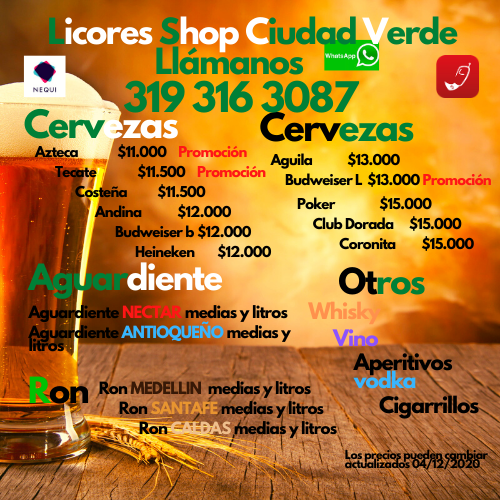 Licores Shop Ciudad Verde
Llámanos
WhatsApp
NEQUI
319 316 3087
Cervezas
Azteca $11.000 Promoción
Tecate $11.500 Promoción
Costeña $11.500
Andina $12.000
Budweiser b $12.000
Heineken $12.000
Cervezas
Aguila $13.000
Budweiser L $13.000 Promoción
Poker $15.000
Club Dorada $15.000
Coronita $15.000
Aguardiente
Aguardiente NECTAR medias y litros
Aguardiente ANTIOQUEÑO medias y
litros
Otros
Whisky
Vino
Aperitivos
vodka
Cigarrillos
Ron
Ron MEDELLIN medias y litros
Ron SANTAFE medias y litros
Ron CALDAS medias y litros
Los precios pueden cambiar
actualizados 04/12/2020